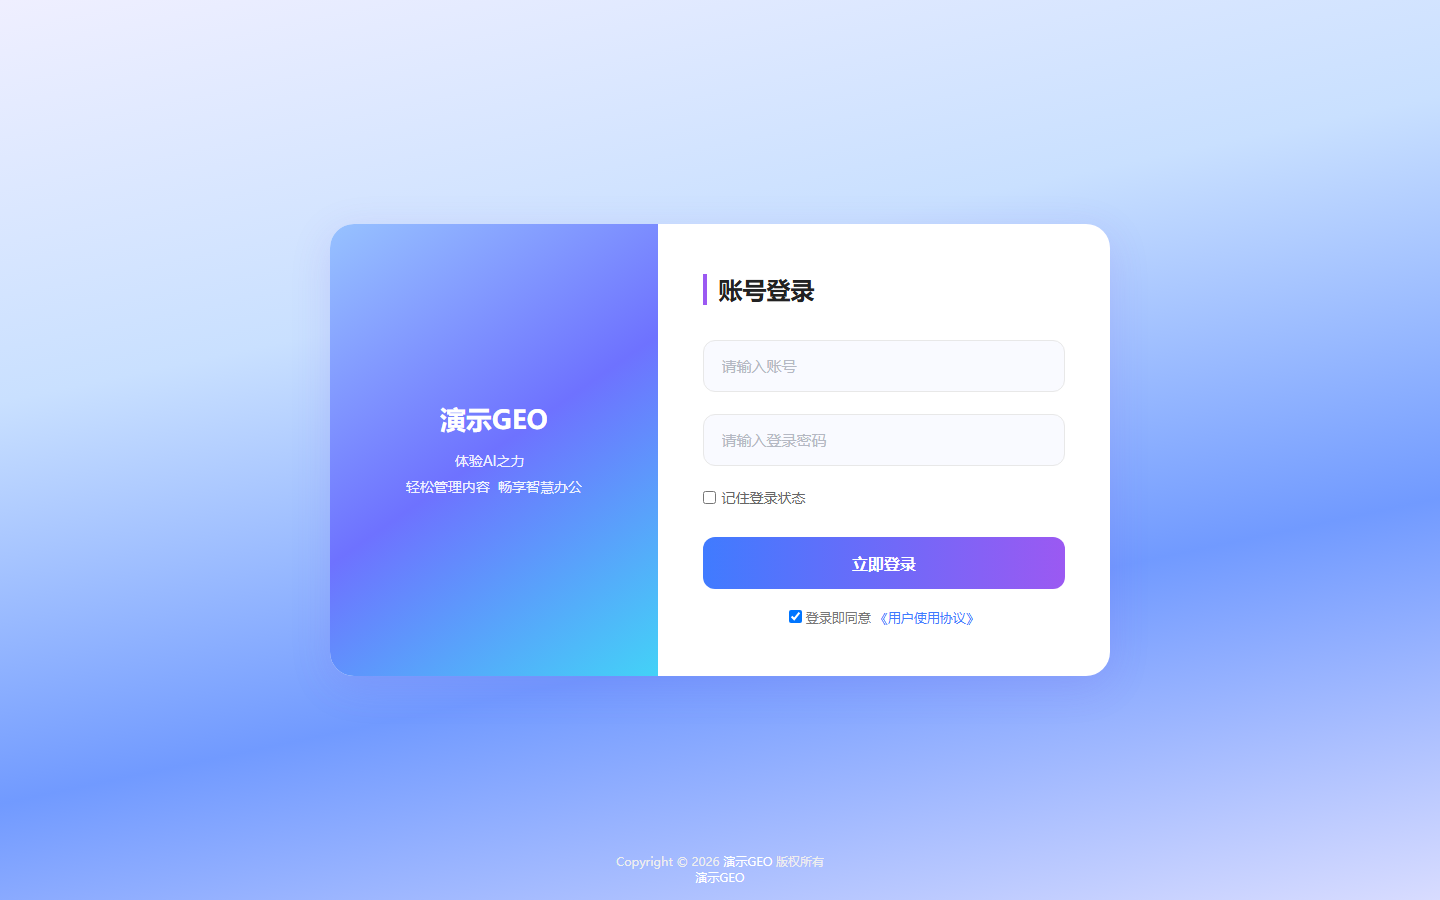 演示GEO
体验AI之力
轻松管理内容 畅享智慧办公
账号登录
请输入账号
请输入登录密码
记住登录状态
立即登录
登录即同意 《用户使用协议》
Copyright © 2026 演示GEO 版权所有
演示GEO